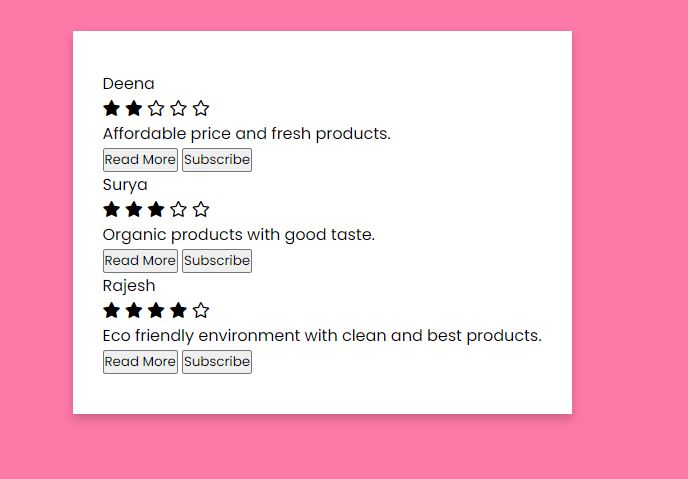 Deena
Affordable price and fresh products.
Read More Subscribe
Surya
Organic products with good taste.
Read More Subscribe
Rajesh
Eco friendly environment with clean and best products.
Read More Subscribe